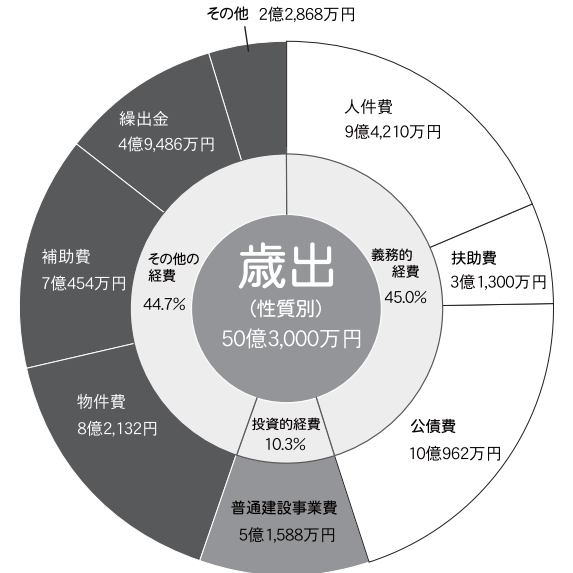 その他 2億2,868万円
人件費
9億4,210万円
扶助費
3億1,300万円
公債費
10億962万円
普通建設事業費
5億1,588万円
物件費
8億2,132円
補助費
7億454万円
繰出金
4億9,486万円
義務的
経費
45.0%
投資的経費
10.3%
その他の
経費
44.7%
歳出
（性質別）
50億3,000万円